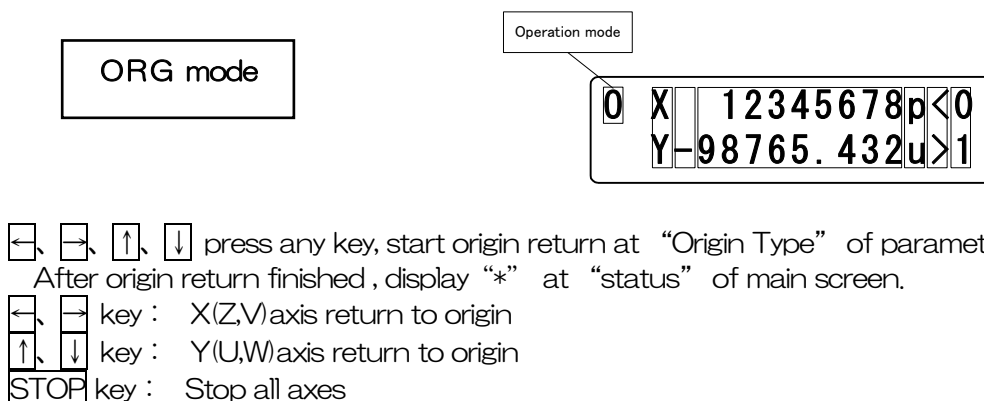 Operation mode
ORG mode
O X 12345678p<0
Y-98765.432u>1
←、→、↑、↓ press any key, start origin return at “Origin Type” of paramet
After origin return finished , display “*” at “status” of main screen.
←、→ key： X(Z,V)axis return to origin
↑、↓ key： Y(U,W)axis return to origin
STOP key： Stop all axes